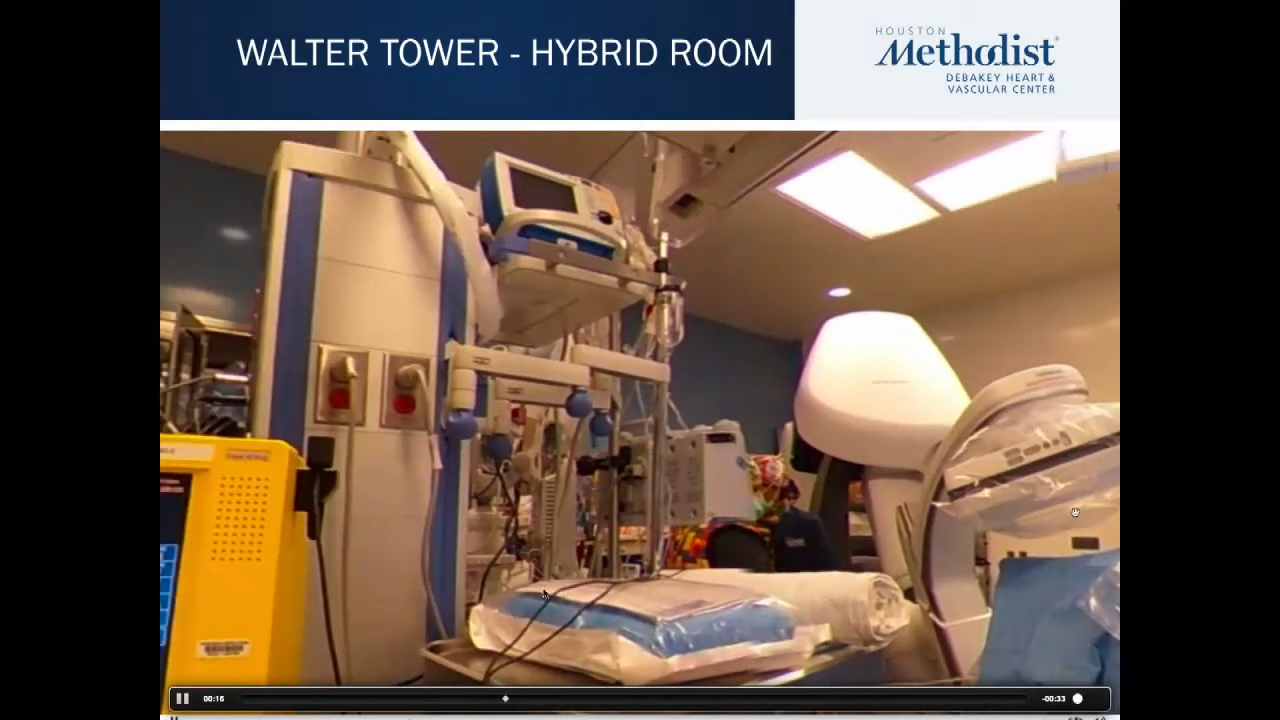 WALTER TOWER - HYBRID ROOM
HOUSTON
Methodist
DEBAKEY HEART &
VASCULAR CENTER
00:16
-00:33